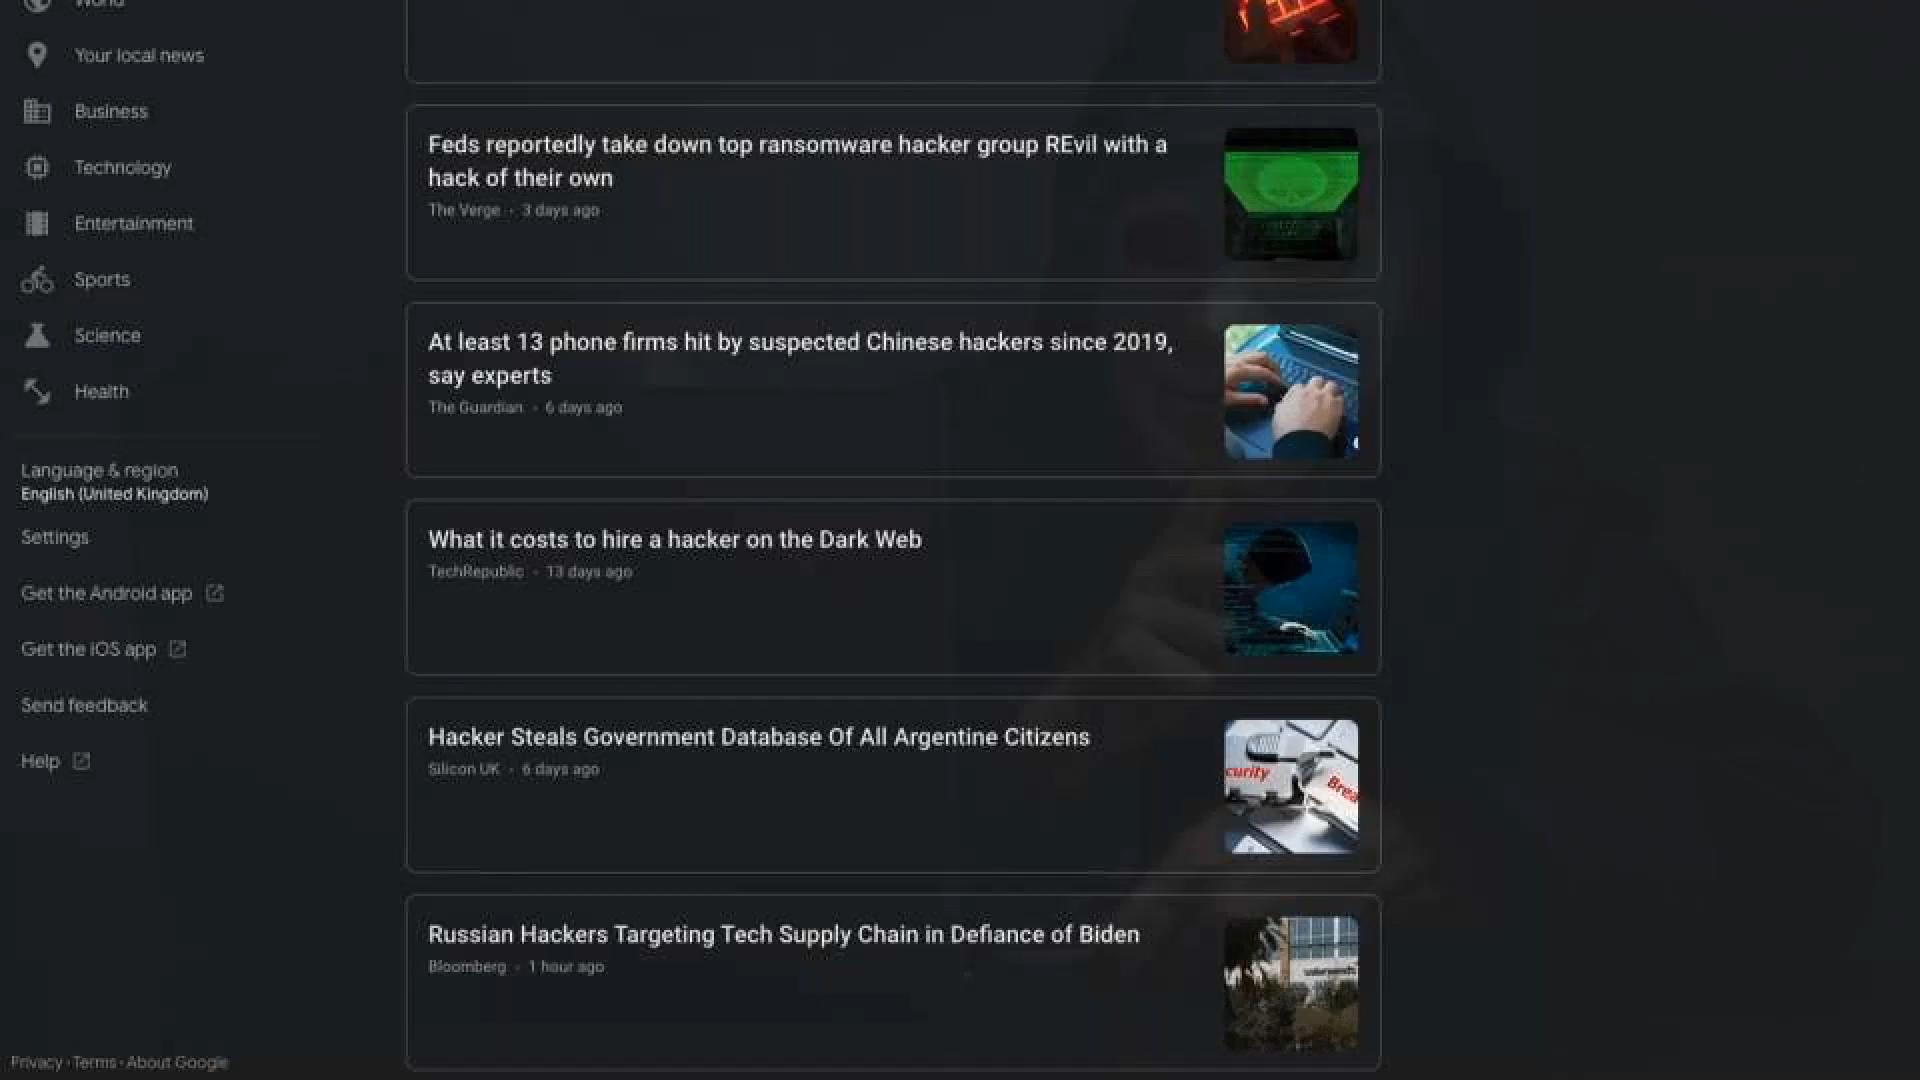 World
Your local news
Business
Technology
Entertainment
Sports
Science
Health
Language & region
English (United Kingdom)
Settings
Get the Android app
Get the iOS app
Send feedback
Help
Privacy · Terms · About Google
Feds reportedly take down top ransomware hacker group REvil with a
hack of their own
The Verge · 3 days ago
At least 13 phone firms hit by suspected Chinese hackers since 2019,
say experts
The Guardian · 6 days ago
What it costs to hire a hacker on the Dark Web
TechRepublic · 13 days ago
Hacker Steals Government Database Of All Argentine Citizens
Silicon UK · 6 days ago
curity
Brea
Russian Hackers Targeting Tech Supply Chain in Defiance of Biden
Bloomberg · 1 hour ago